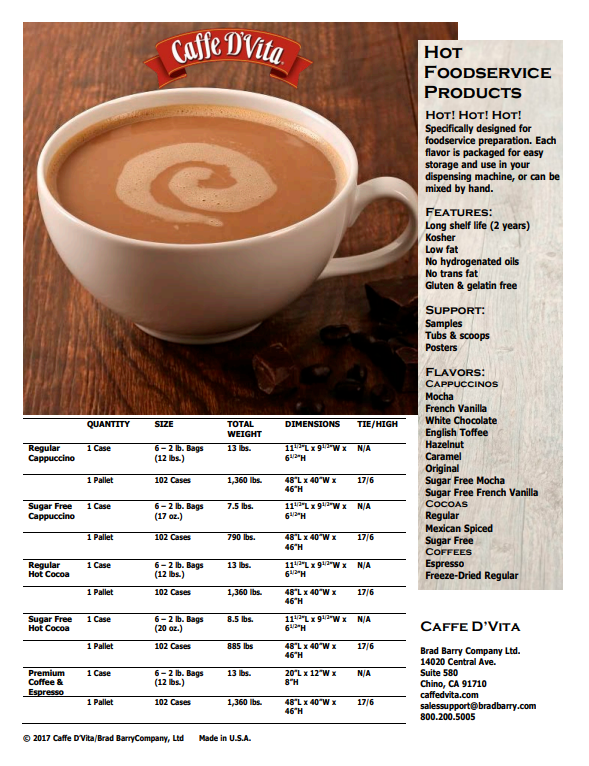 Caffe D'Vita
Hot
Foodservice
Products
Hot! Hot! Hot!
Specifically designed for
foodservice preparation. Each
flavor is packaged for easy
storage and use in your
dispensing machine, or can be
mixed by hand.
Features:
Long shelf life (2 years)
Kosher
Low fat
No hydrogenated oils
No trans fat
Gluten & gelatin free
Support:
Samples
Tubs & scoops
Posters
Flavors:
Cappuccinos
Mocha
French Vanilla
White Chocolate
English Toffee
Hazelnut
Caramel
Original
Sugar Free Mocha
Sugar Free French Vanilla
Cocoas
Regular
Mexican Spiced
Sugar Free
Coffees
Espresso
Freeze-Dried Regular
QUANTITY SIZE TOTAL DIMENSIONS TIE/HIGH
WEIGHT
Regular 1 Case 6 – 2 lb. Bags 13 lbs. 11 1/2"L x 9 1/2"W x N/A
Cappuccino (12 lbs.) 6 1/2"H
1 Pallet 102 Cases 1,360 lbs. 48"L x 40"W x 17/6
46"H
Sugar Free 1 Case 6 – 2 lb. Bags 7.5 lbs. 11 1/2"L x 9 1/2"W x N/A
Cappuccino (17 oz.) 6 1/2"H
1 Pallet 102 Cases 790 lbs. 48"L x 40"W x 17/6
46"H
Regular 1 Case 6 – 2 lb. Bags 13 lbs. 11 1/2"L x 9 1/2"W x N/A
Hot Cocoa (12 lbs.) 6 1/2"H
1 Pallet 102 Cases 1,360 lbs. 48"L x 40"W x 17/6
46"H
Sugar Free 1 Case 6 – 2 lb. Bags 8.5 lbs. 11 1/2"L x 9 1/2"W x N/A
Hot Cocoa (20 oz.) 6 1/2"H
1 Pallet 102 Cases 885 lbs 48"L x 40"W x 17/6
46"H
Premium 1 Case 6 – 2 lb. Bags 13 lbs. 20"L x 12"W x N/A
Coffee & (12 lbs.) 8"H
Espresso
1 Pallet 102 Cases 1,360 lbs. 48"L x 40"W x 17/6
46"H
Caffe D'Vita
Brad Barry Company Ltd.
14020 Central Ave.
Suite 580
Chino, CA 91710
caffedvita.com
salessupport@bradbarry.com
800.200.5005
© 2017 Caffe D'Vita/Brad BarryCompany, Ltd Made in U.S.A.